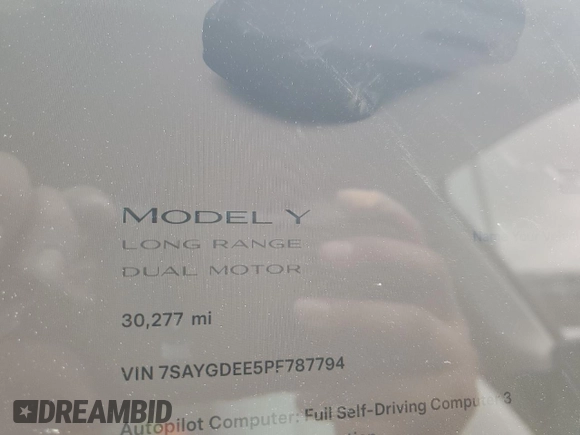 MODEL Y
LONG RANGE
DUAL MOTOR
30,277 mi
VIN 7SAYGDEE5PF787794
Autopilot Computer: Full Self-Driving Computer 3
DREAMBID